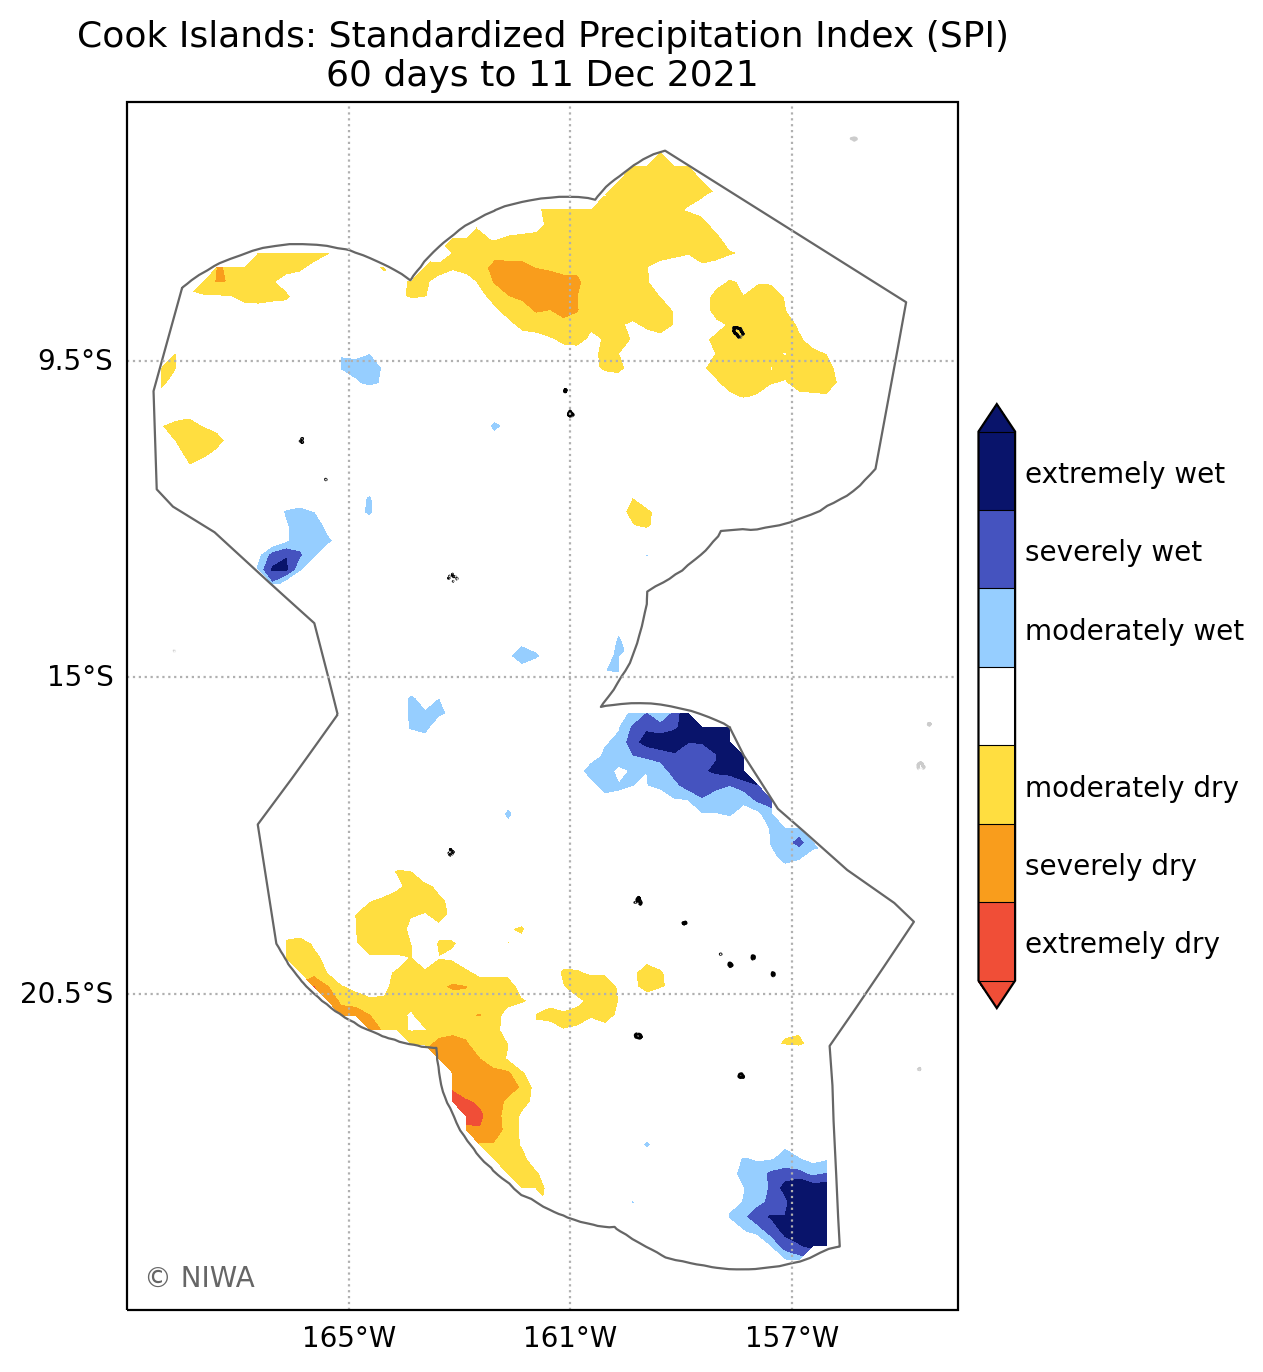 Cook Islands: Standardized Precipitation Index (SPI)
60 days to 11 Dec 2021
9.5°S
15°S
20.5°S
165°W
161°W
157°W
extremely wet
severely wet
moderately wet
moderately dry
severely dry
extremely dry
© NIWA